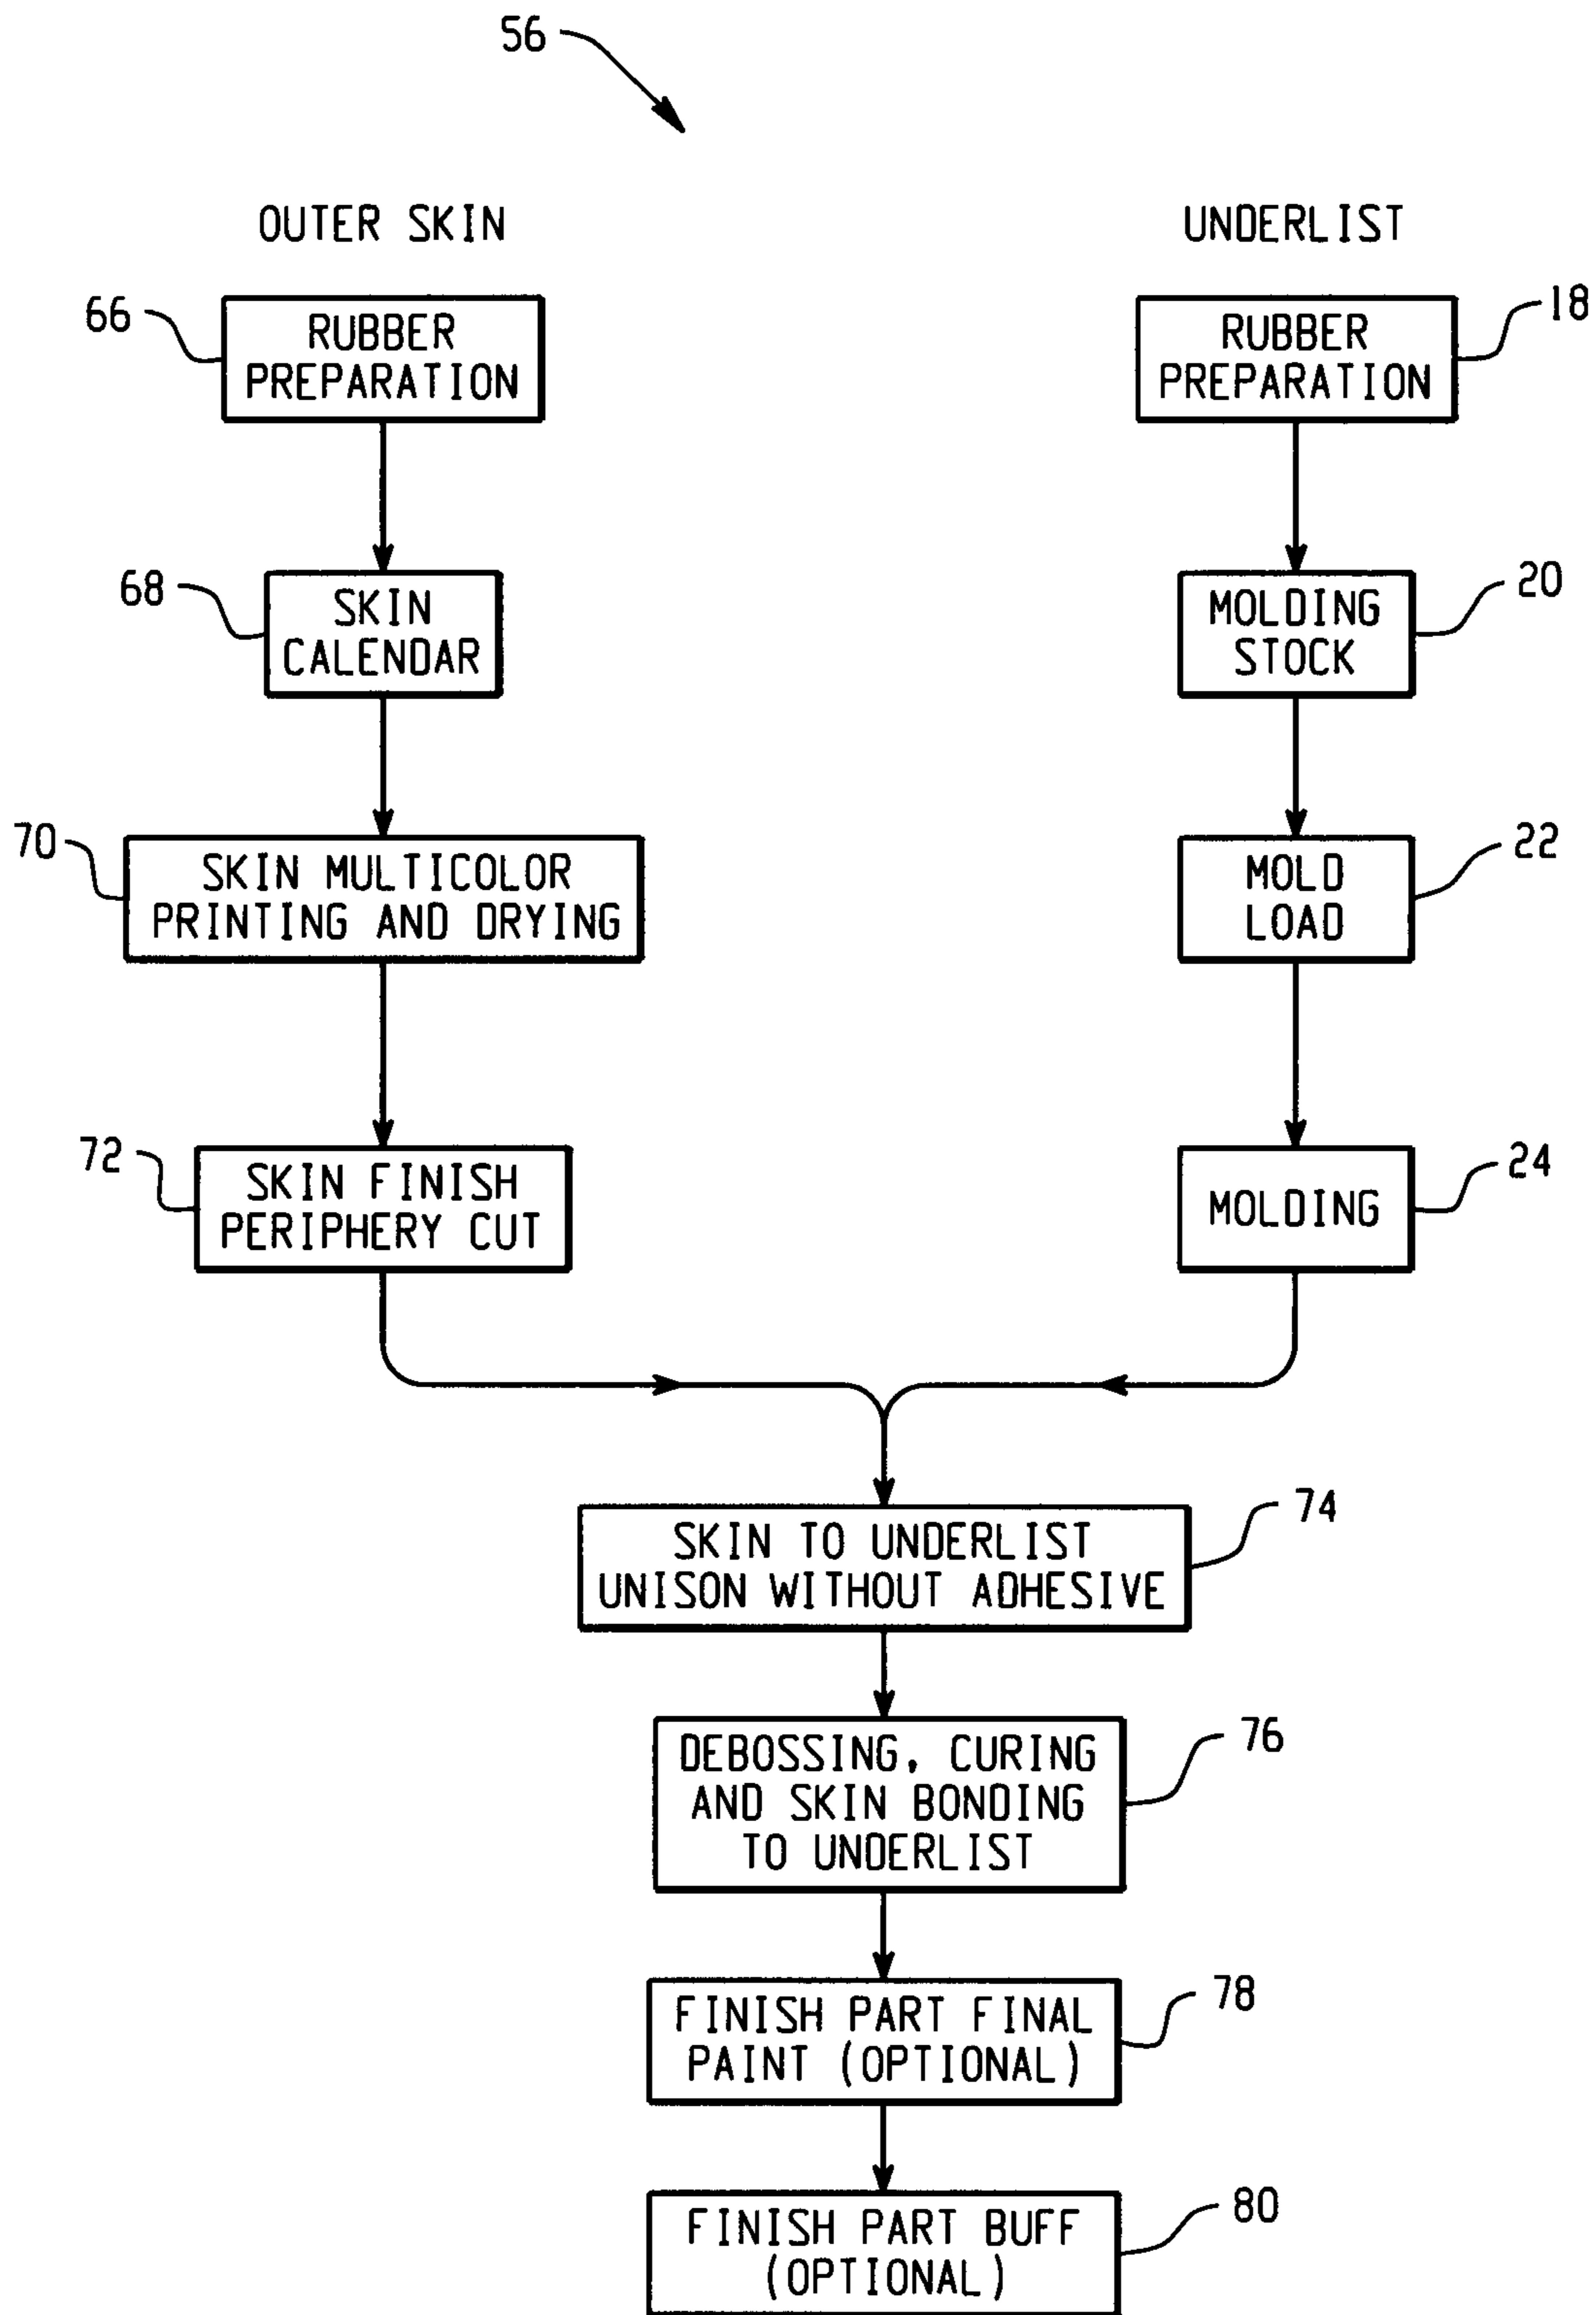 56
OUTER SKIN
UNDERLIST
66
RUBBER
PREPARATION
RUBBER
PREPARATION
18
68
SKIN
CALENDAR
MOLDING
STOCK
20
70
SKIN MULTICOLOR
PRINTING AND DRYING
MOLD
LOAD
22
72
SKIN FINISH
PERIPHERY CUT
MOLDING
24
SKIN TO UNDERLIST
UNISON WITHOUT ADHESIVE
74
DEBOSSING, CURING
AND SKIN BONDING
TO UNDERLIST
76
FINISH PART FINAL
PAINT (OPTIONAL)
78
FINISH PART BUFF
(OPTIONAL)
80